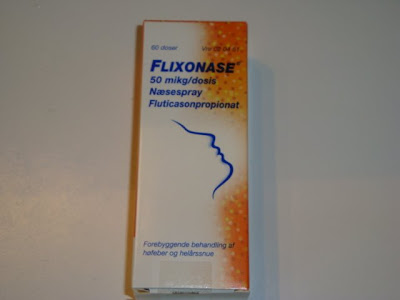 60 doser
FLIXONASE®
50 mikg/dosis
Næsespray
Fluticasonpropionat
Forebyggende behandling af
høfeber og helårssnue